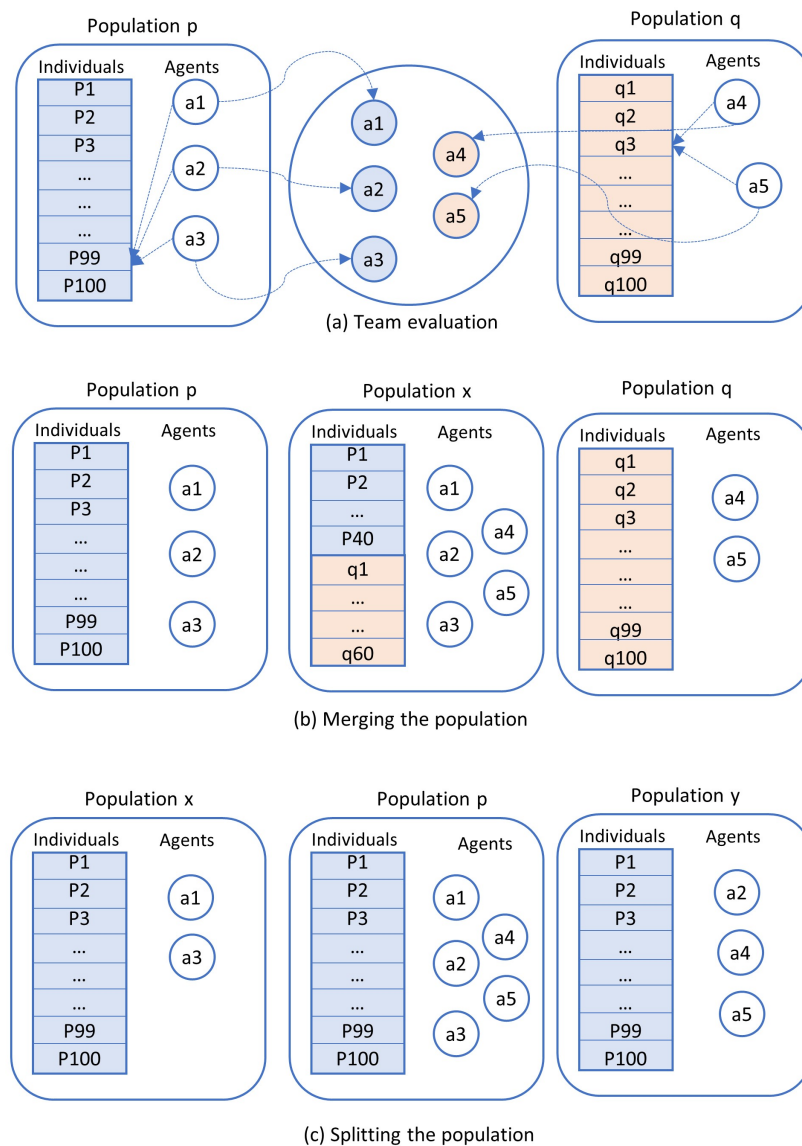 Population p
Individuals Agents
P1
P2
P3
...
...
...
P99
P100
a1
a2
a3
a1
a2
a3
a4
a5
Population q
Individuals Agents
q1
q2
q3
...
...
...
q99
q100
a4
a5
(a) Team evaluation
Population p
Individuals Agents
P1
P2
P3
...
...
...
P99
P100
a1
a2
a3
Population x
Individuals Agents
P1
P2
...
P40
q1
...
...
q60
a1
a4
a2
a5
a3
Population q
Individuals Agents
q1
q2
q3
...
...
...
q99
q100
a4
a5
(b) Merging the population
Population x
Individuals Agents
P1
P2
P3
...
...
...
P99
P100
a1
a3
Population p
Individuals Agents
P1
P2
P3
...
...
...
P99
P100
a1
a4
a2
a5
a3
Population y
Individuals Agents
P1
P2
P3
...
...
...
P99
P100
a2
a4
a5
(c) Splitting the population